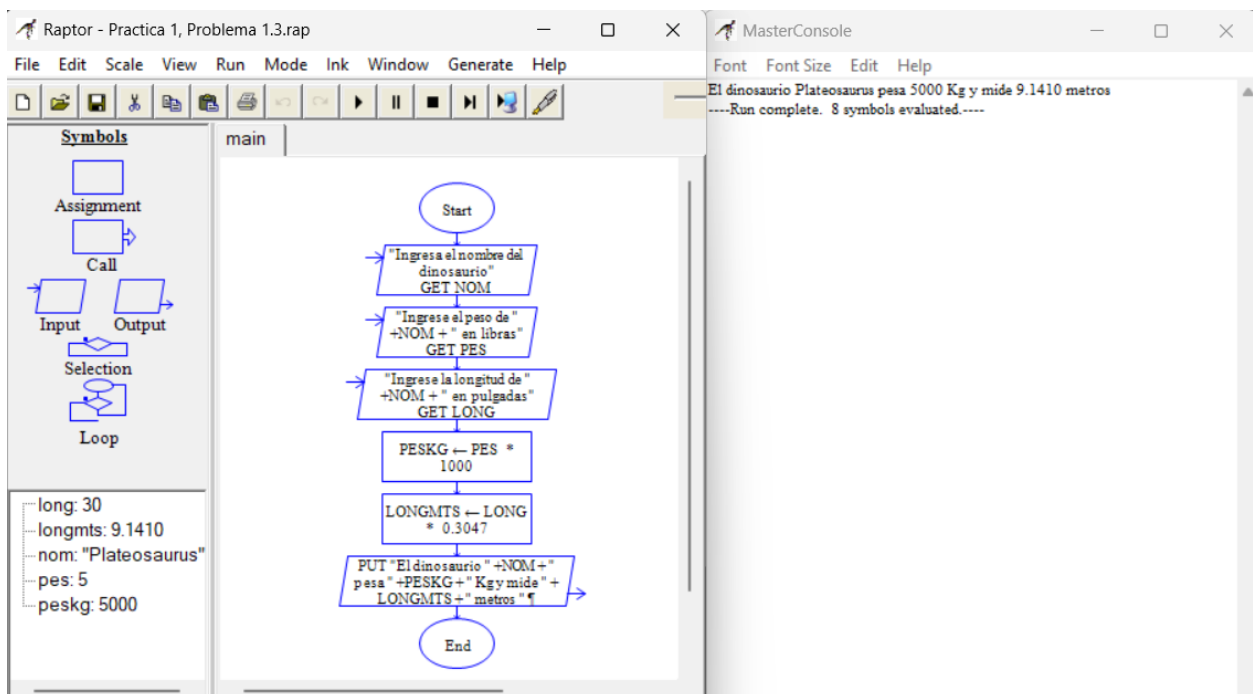 Raptor - Practica 1, Problema 1.3.rap
File Edit Scale View Run Mode Ink Window Generate Help
Symbols
Assignment
Call
Input Output
Selection
Loop
long: 30
longmts: 9.1410
nom: "Plateosaurus"
pes: 5
peskg: 5000
main
Start
"Ingresa el nombre del
dinosaurio"
GET NOM
"Ingrese el peso de "
+NOM + " en libras"
GET PES
"Ingrese la longitud de "
+NOM + " en pulgadas"
GET LONG
PESKG ← PES *
1000
LONGMTS ← LONG
* 0.3047
PUT "El dinosaurio " +NOM+"
pesa " +PESKG+" Kg y mide " +
LONGMTS+" metros "¶
End
MasterConsole
Font Font Size Edit Help
El dinosaurio Plateosaurus pesa 5000 Kg y mide 9.1410 metros
----Run complete. 8 symbols evaluated.----